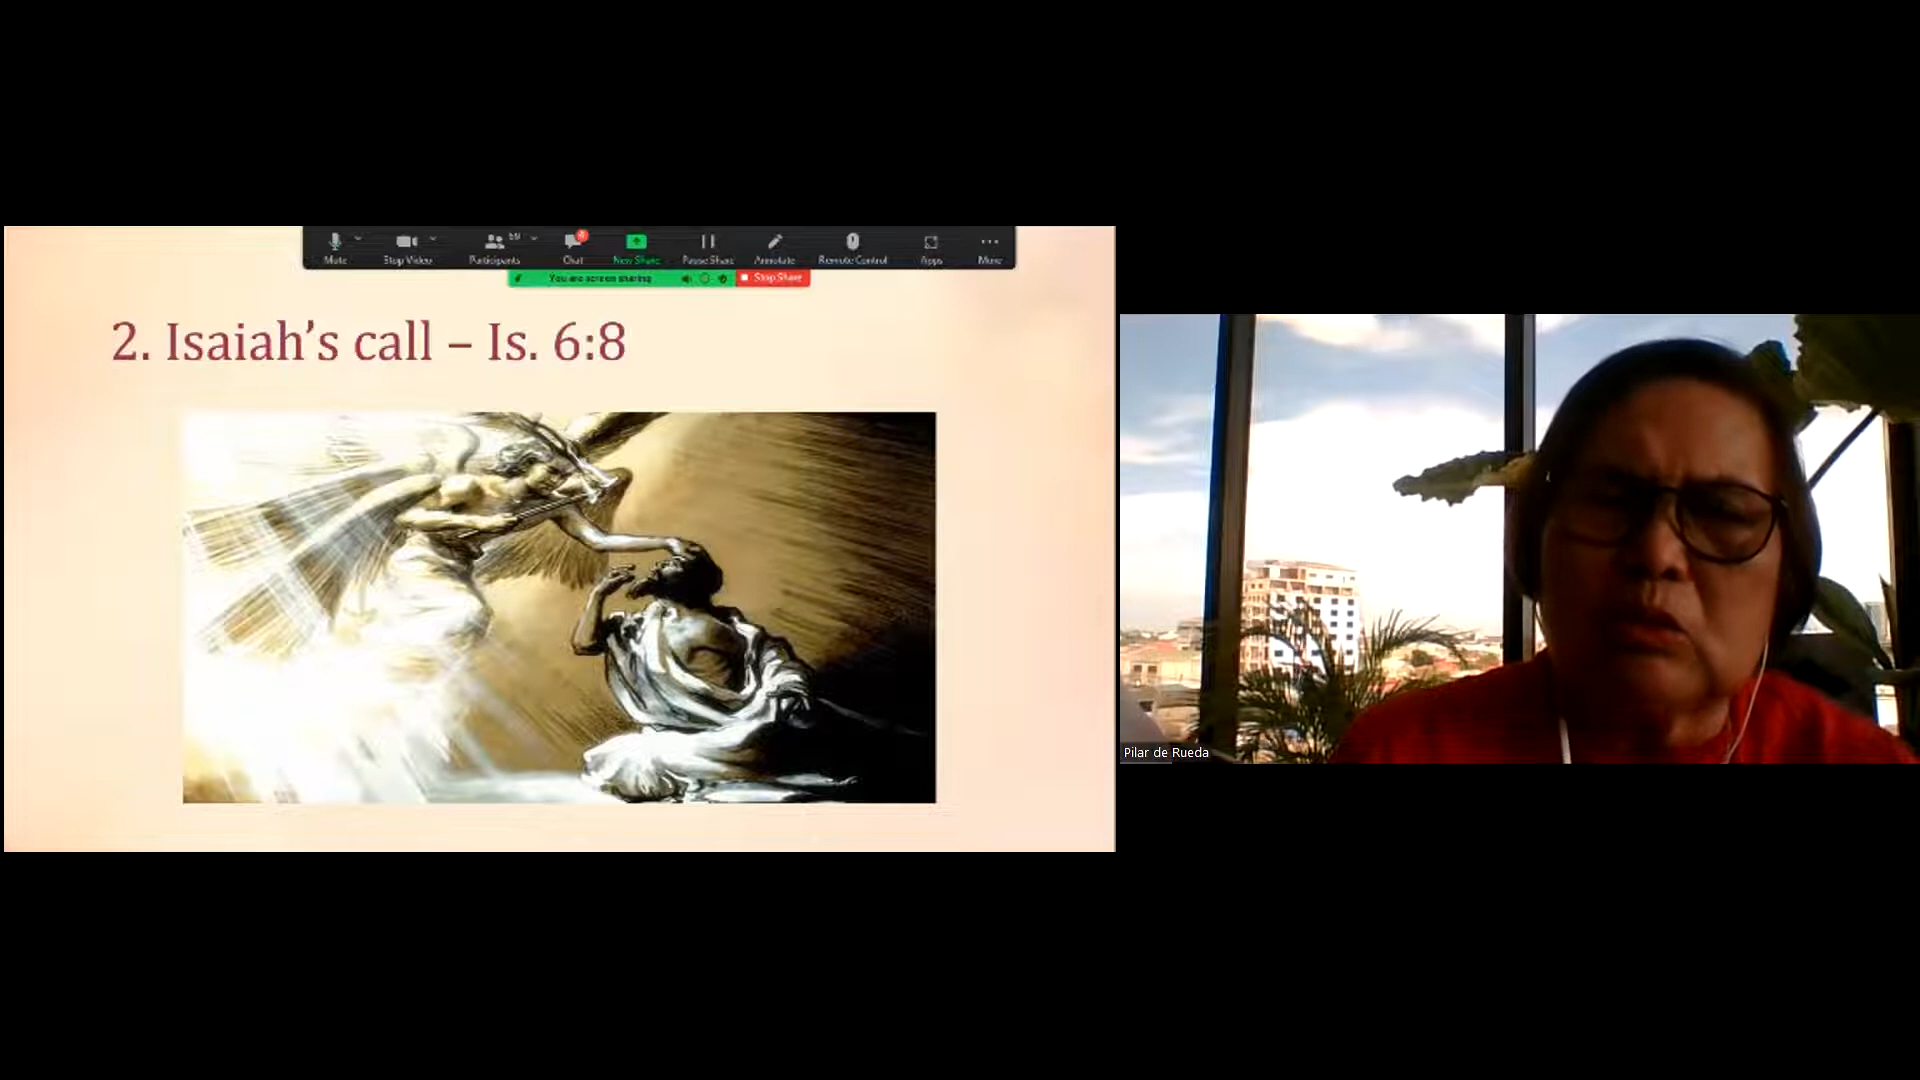 Mute Stop Video Participants 59 Chat New Share Pause Share Annotate Remote Control Apps More
You are screen sharing Stop Share
2. Isaiah’s call – Is. 6:8
Pilar de Rueda